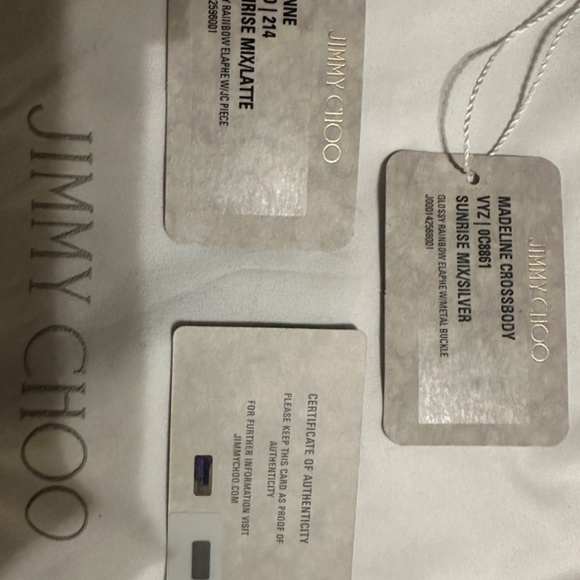 JIMMY CHOO
JIMMY CHOO
214
MIX/LATTE
RAINBOW ELAPHE W/JC PIECE
JIMMY CHOO
MADELINE CROSSBODY
VYZ | 0C8861
SUNRISE MIX/SILVER
GLOSSY RAINBOW ELAPHE W/METAL BUCKLE
J000142568001
CERTIFICATE OF AUTHENTICITY
PLEASE KEEP THIS CARD AS PROOF OF
AUTHENTICITY
FOR FURTHER INFORMATION VISIT
JIMMYCHOO.COM